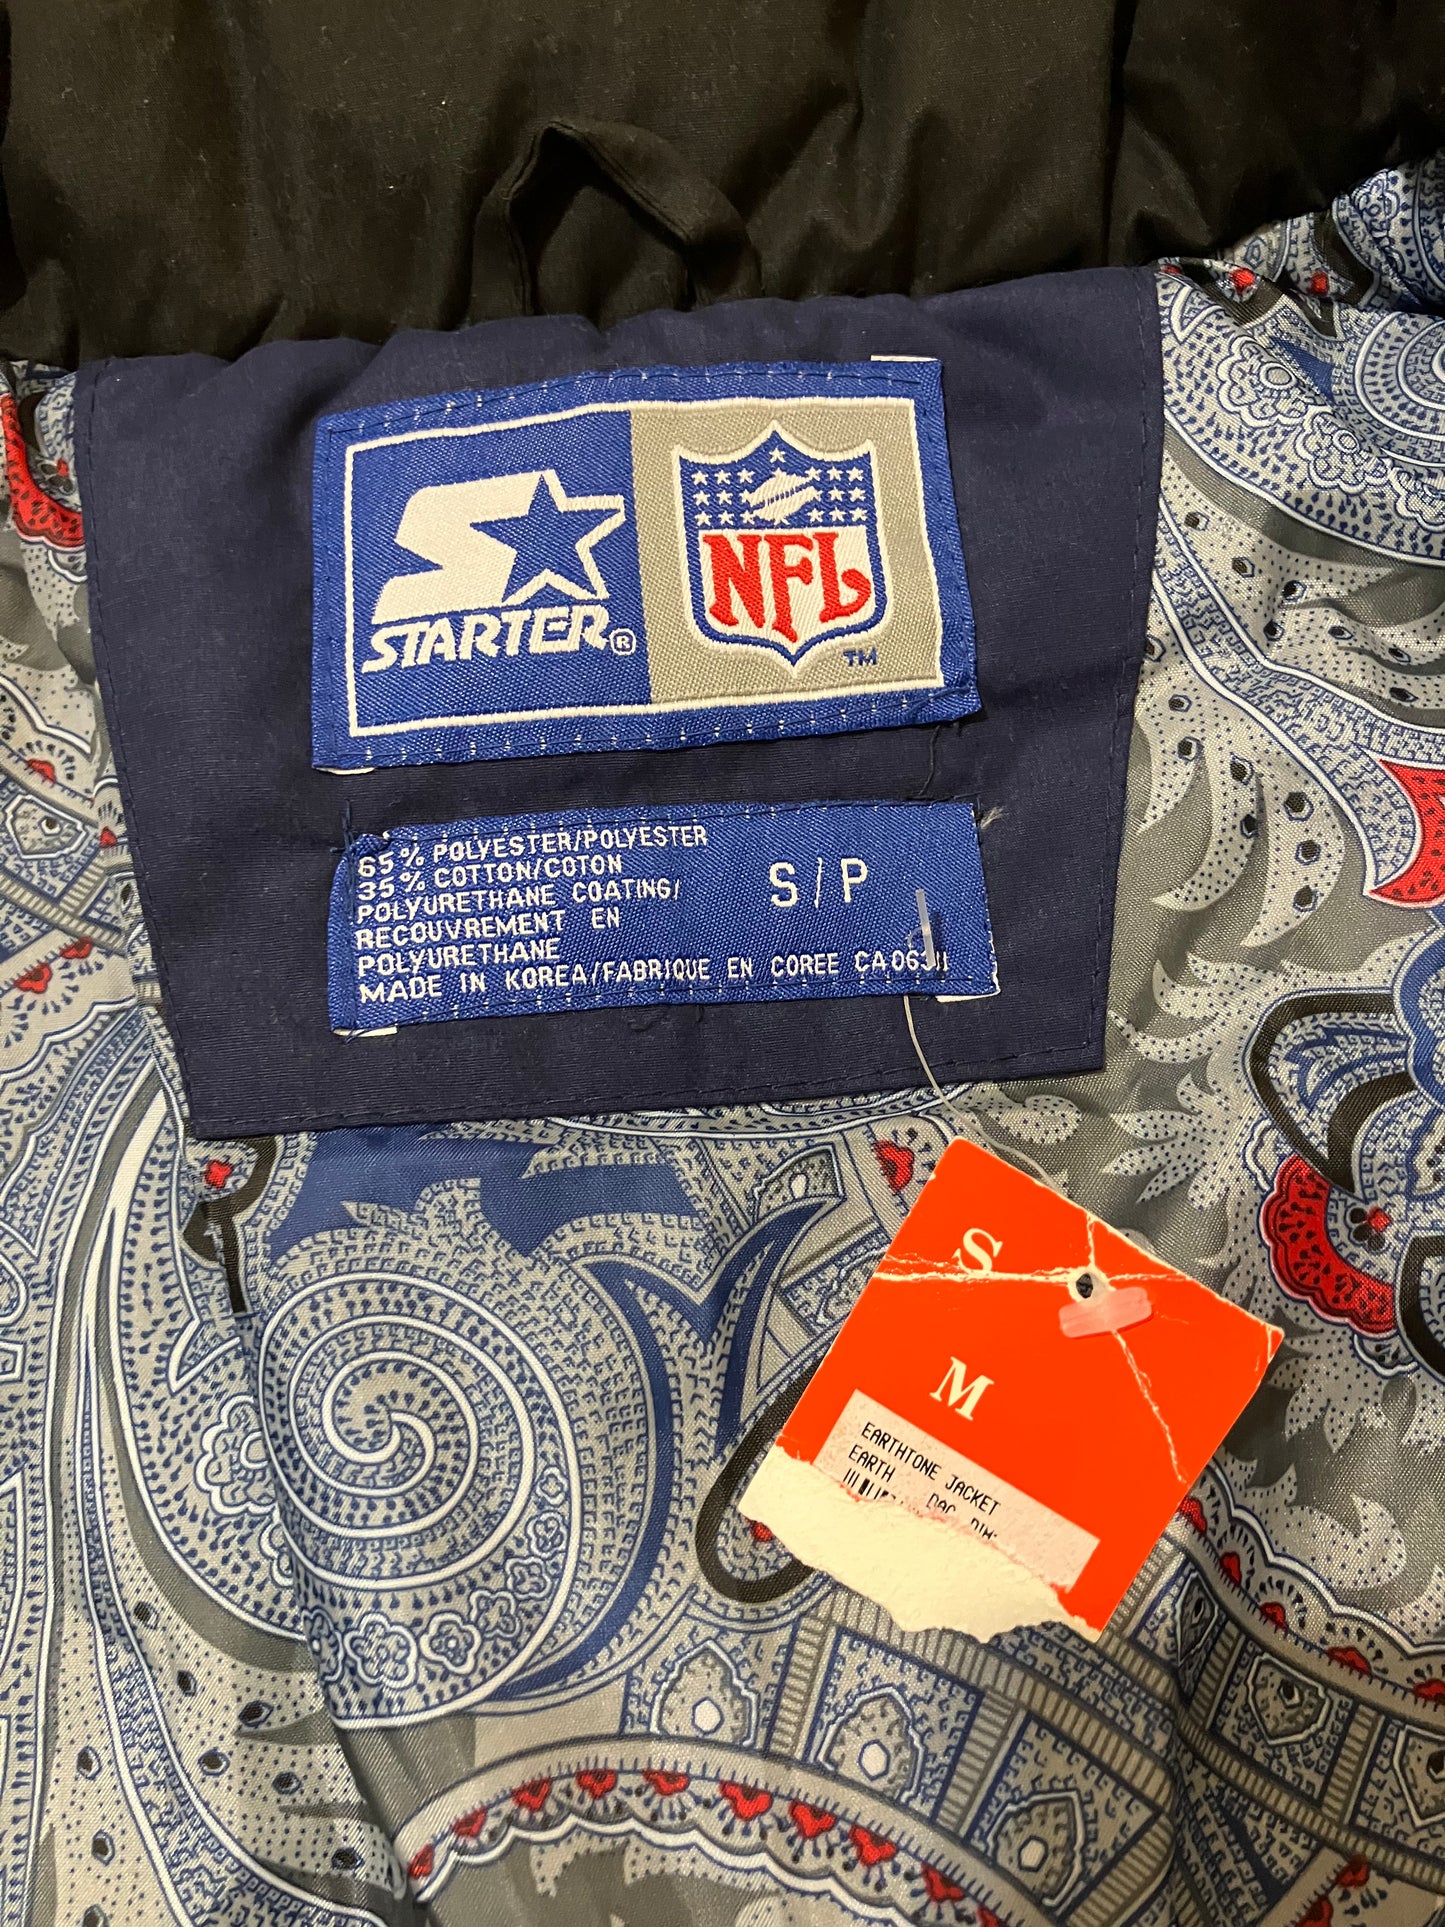 STARTER®
NFL
TM
65% POLYESTER/POLYESTER
35% COTTON/COTON
POLYURETHANE COATING/
RECOUVREMENT EN
POLYURETHANE
MADE IN KOREA/FABRIQUE EN COREE CA
S/P
S
M
EARTHTONE JACKET
EARTH